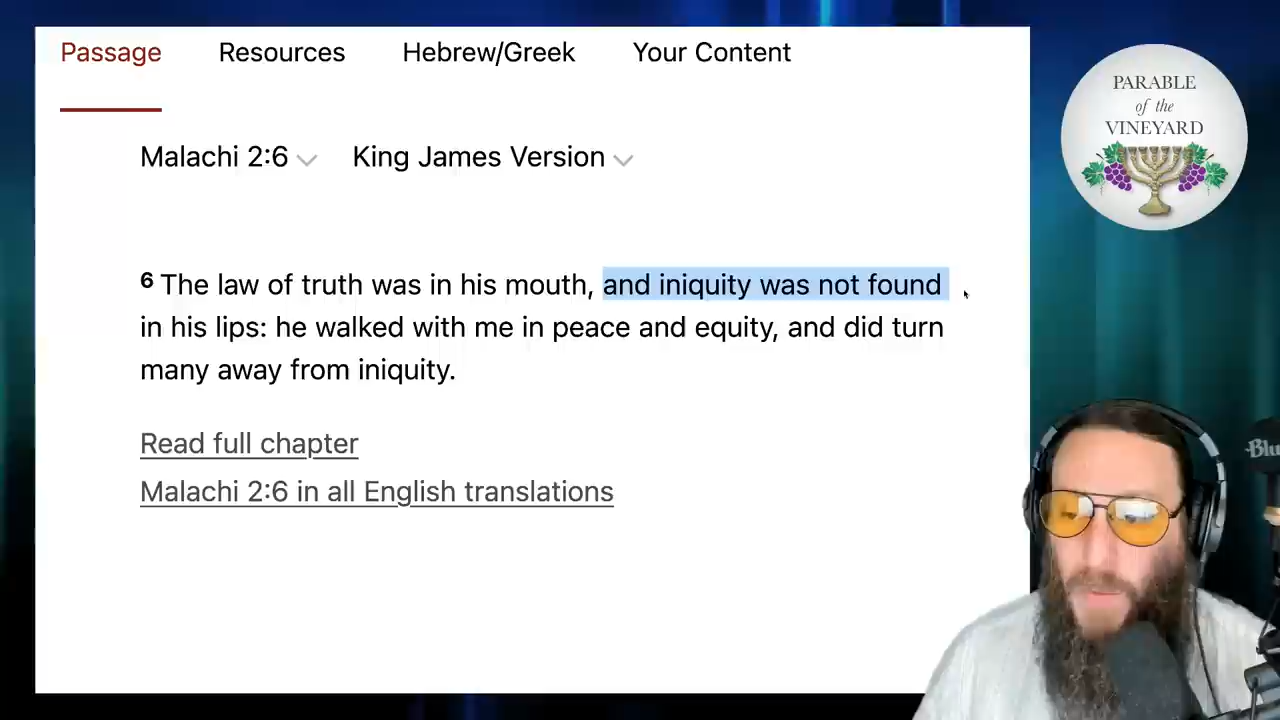 Passage Resources Hebrew/Greek Your Content
PARABLE
of the
VINEYARD
Malachi 2:6 King James Version
6 The law of truth was in his mouth, and iniquity was not found
in his lips: he walked with me in peace and equity, and did turn
many away from iniquity.
Read full chapter
Malachi 2:6 in all English translations
Blu